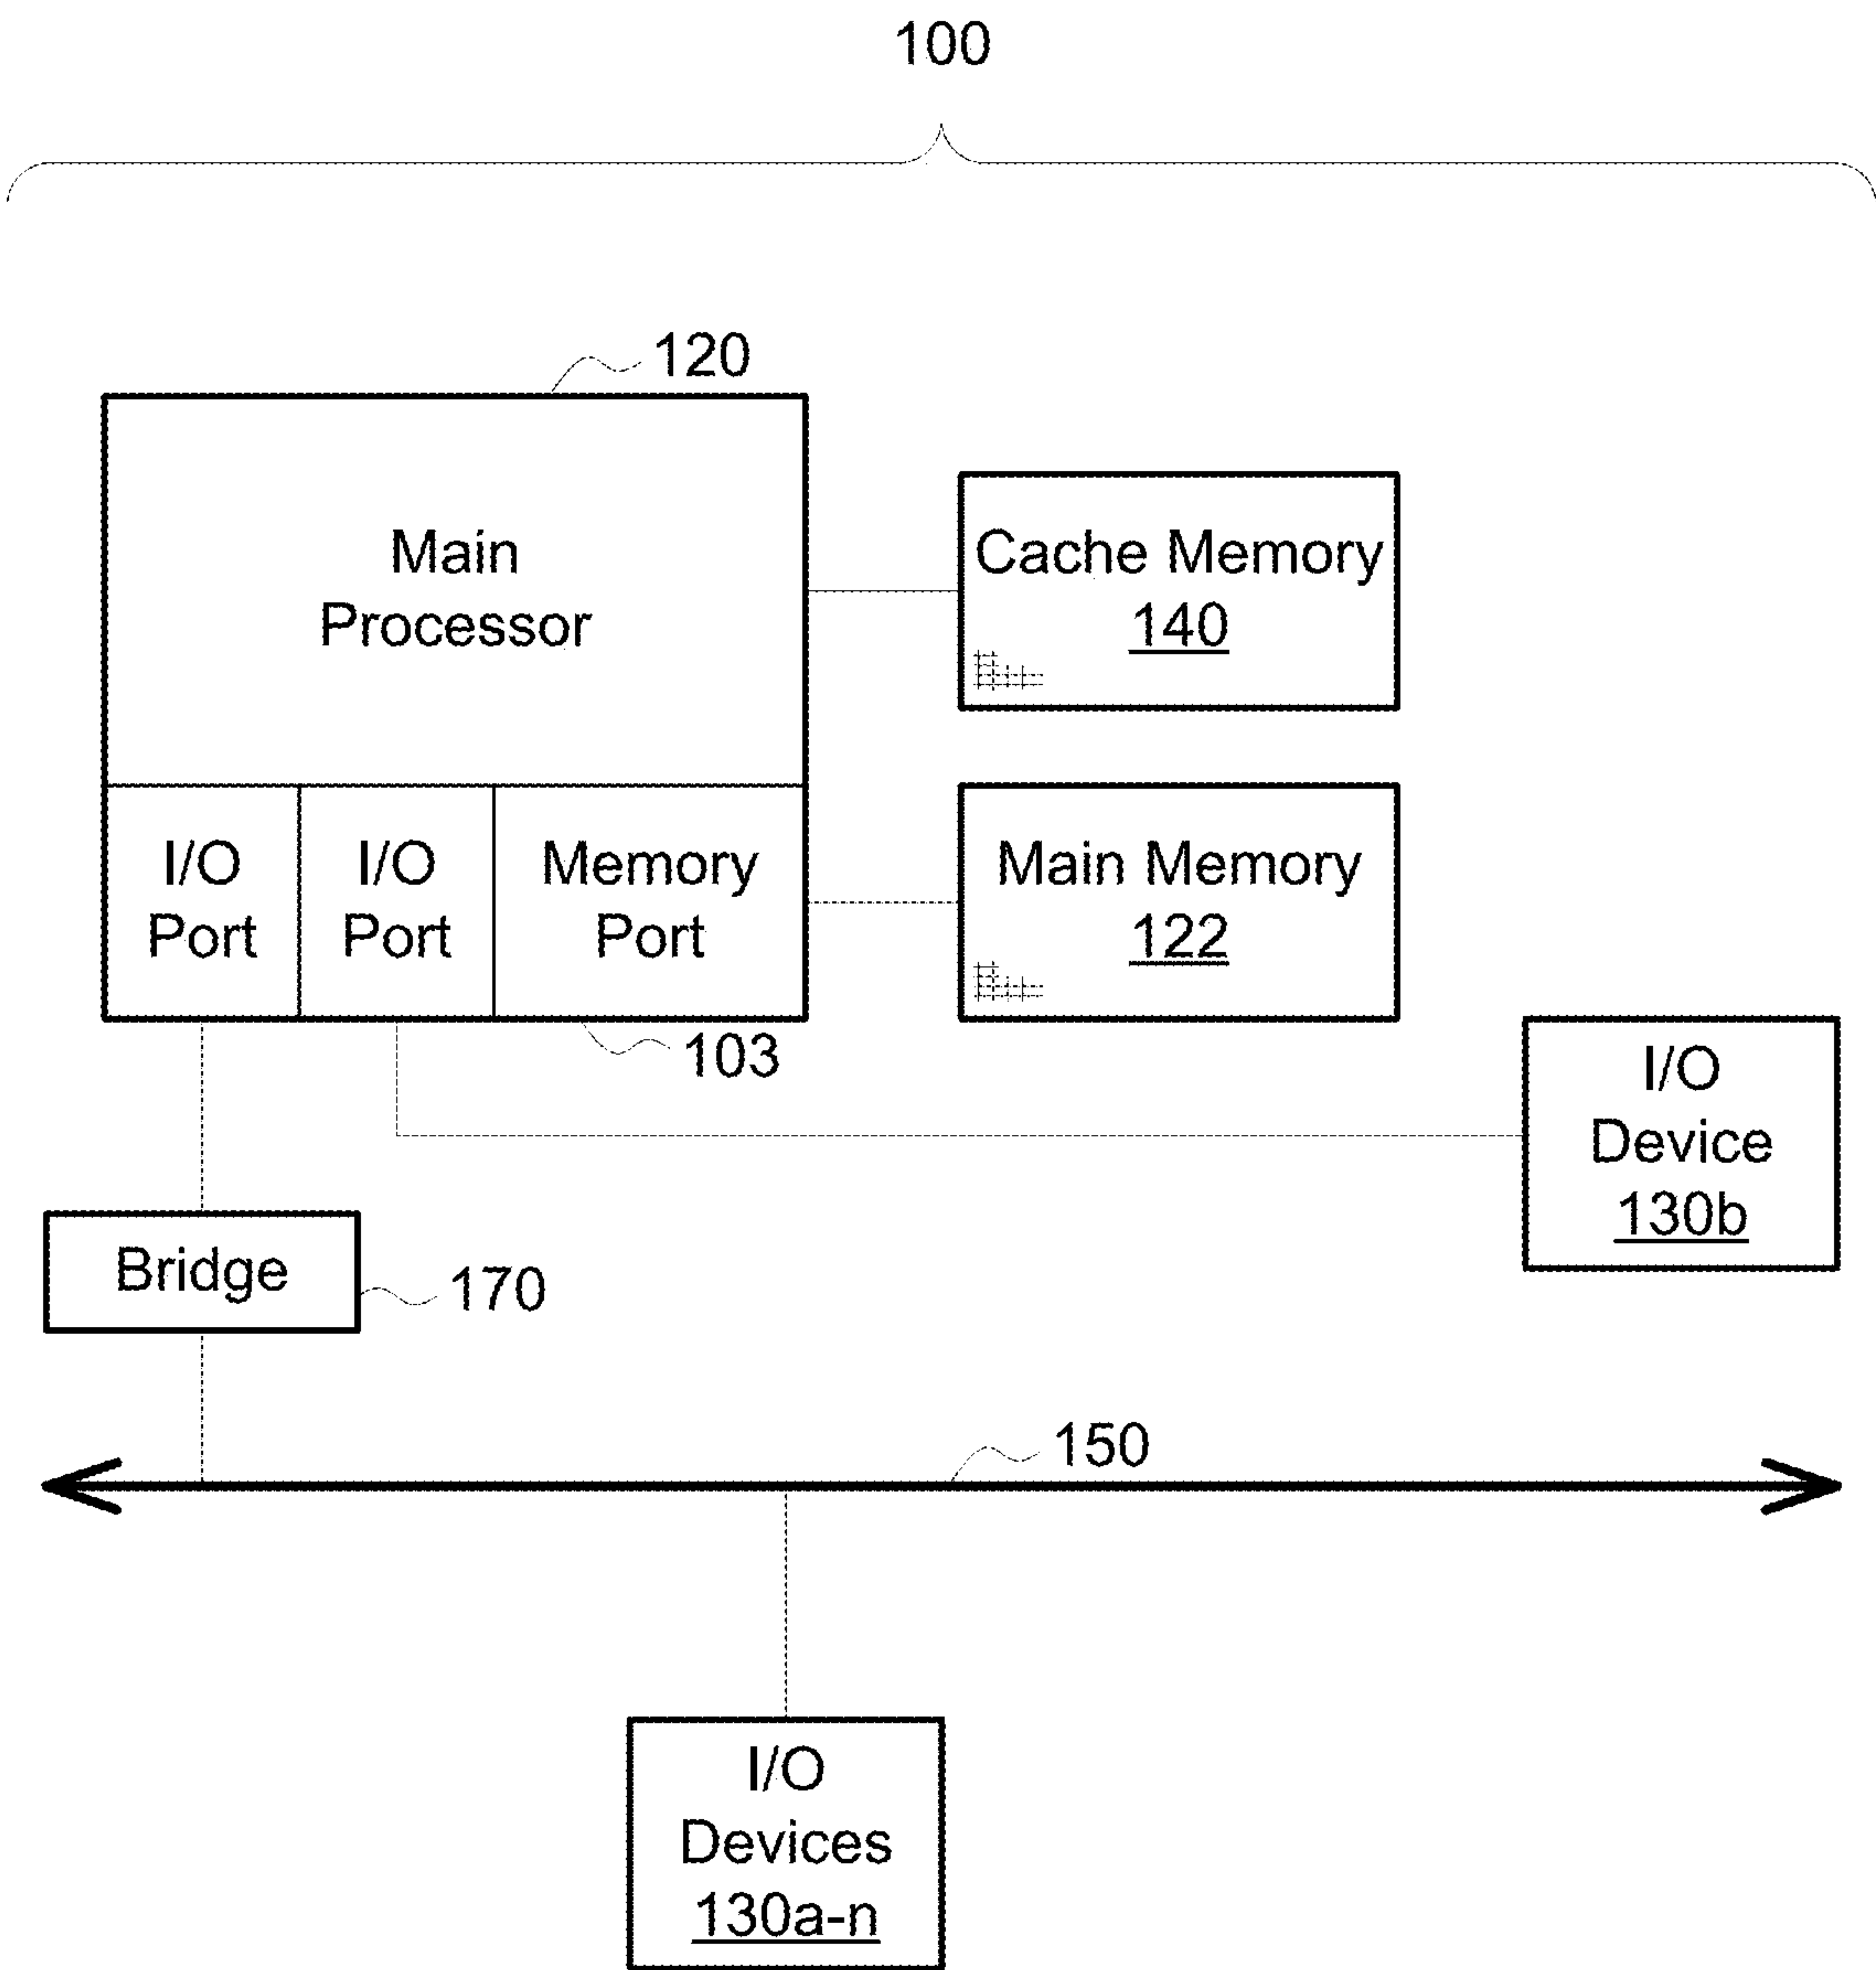 100
120
Main
Processor
Cache Memory
140
I/O
Port
I/O
Port
Memory
Port
Main Memory
122
103
I/O
Device
130b
Bridge
170
150
I/O
Devices
130a-n